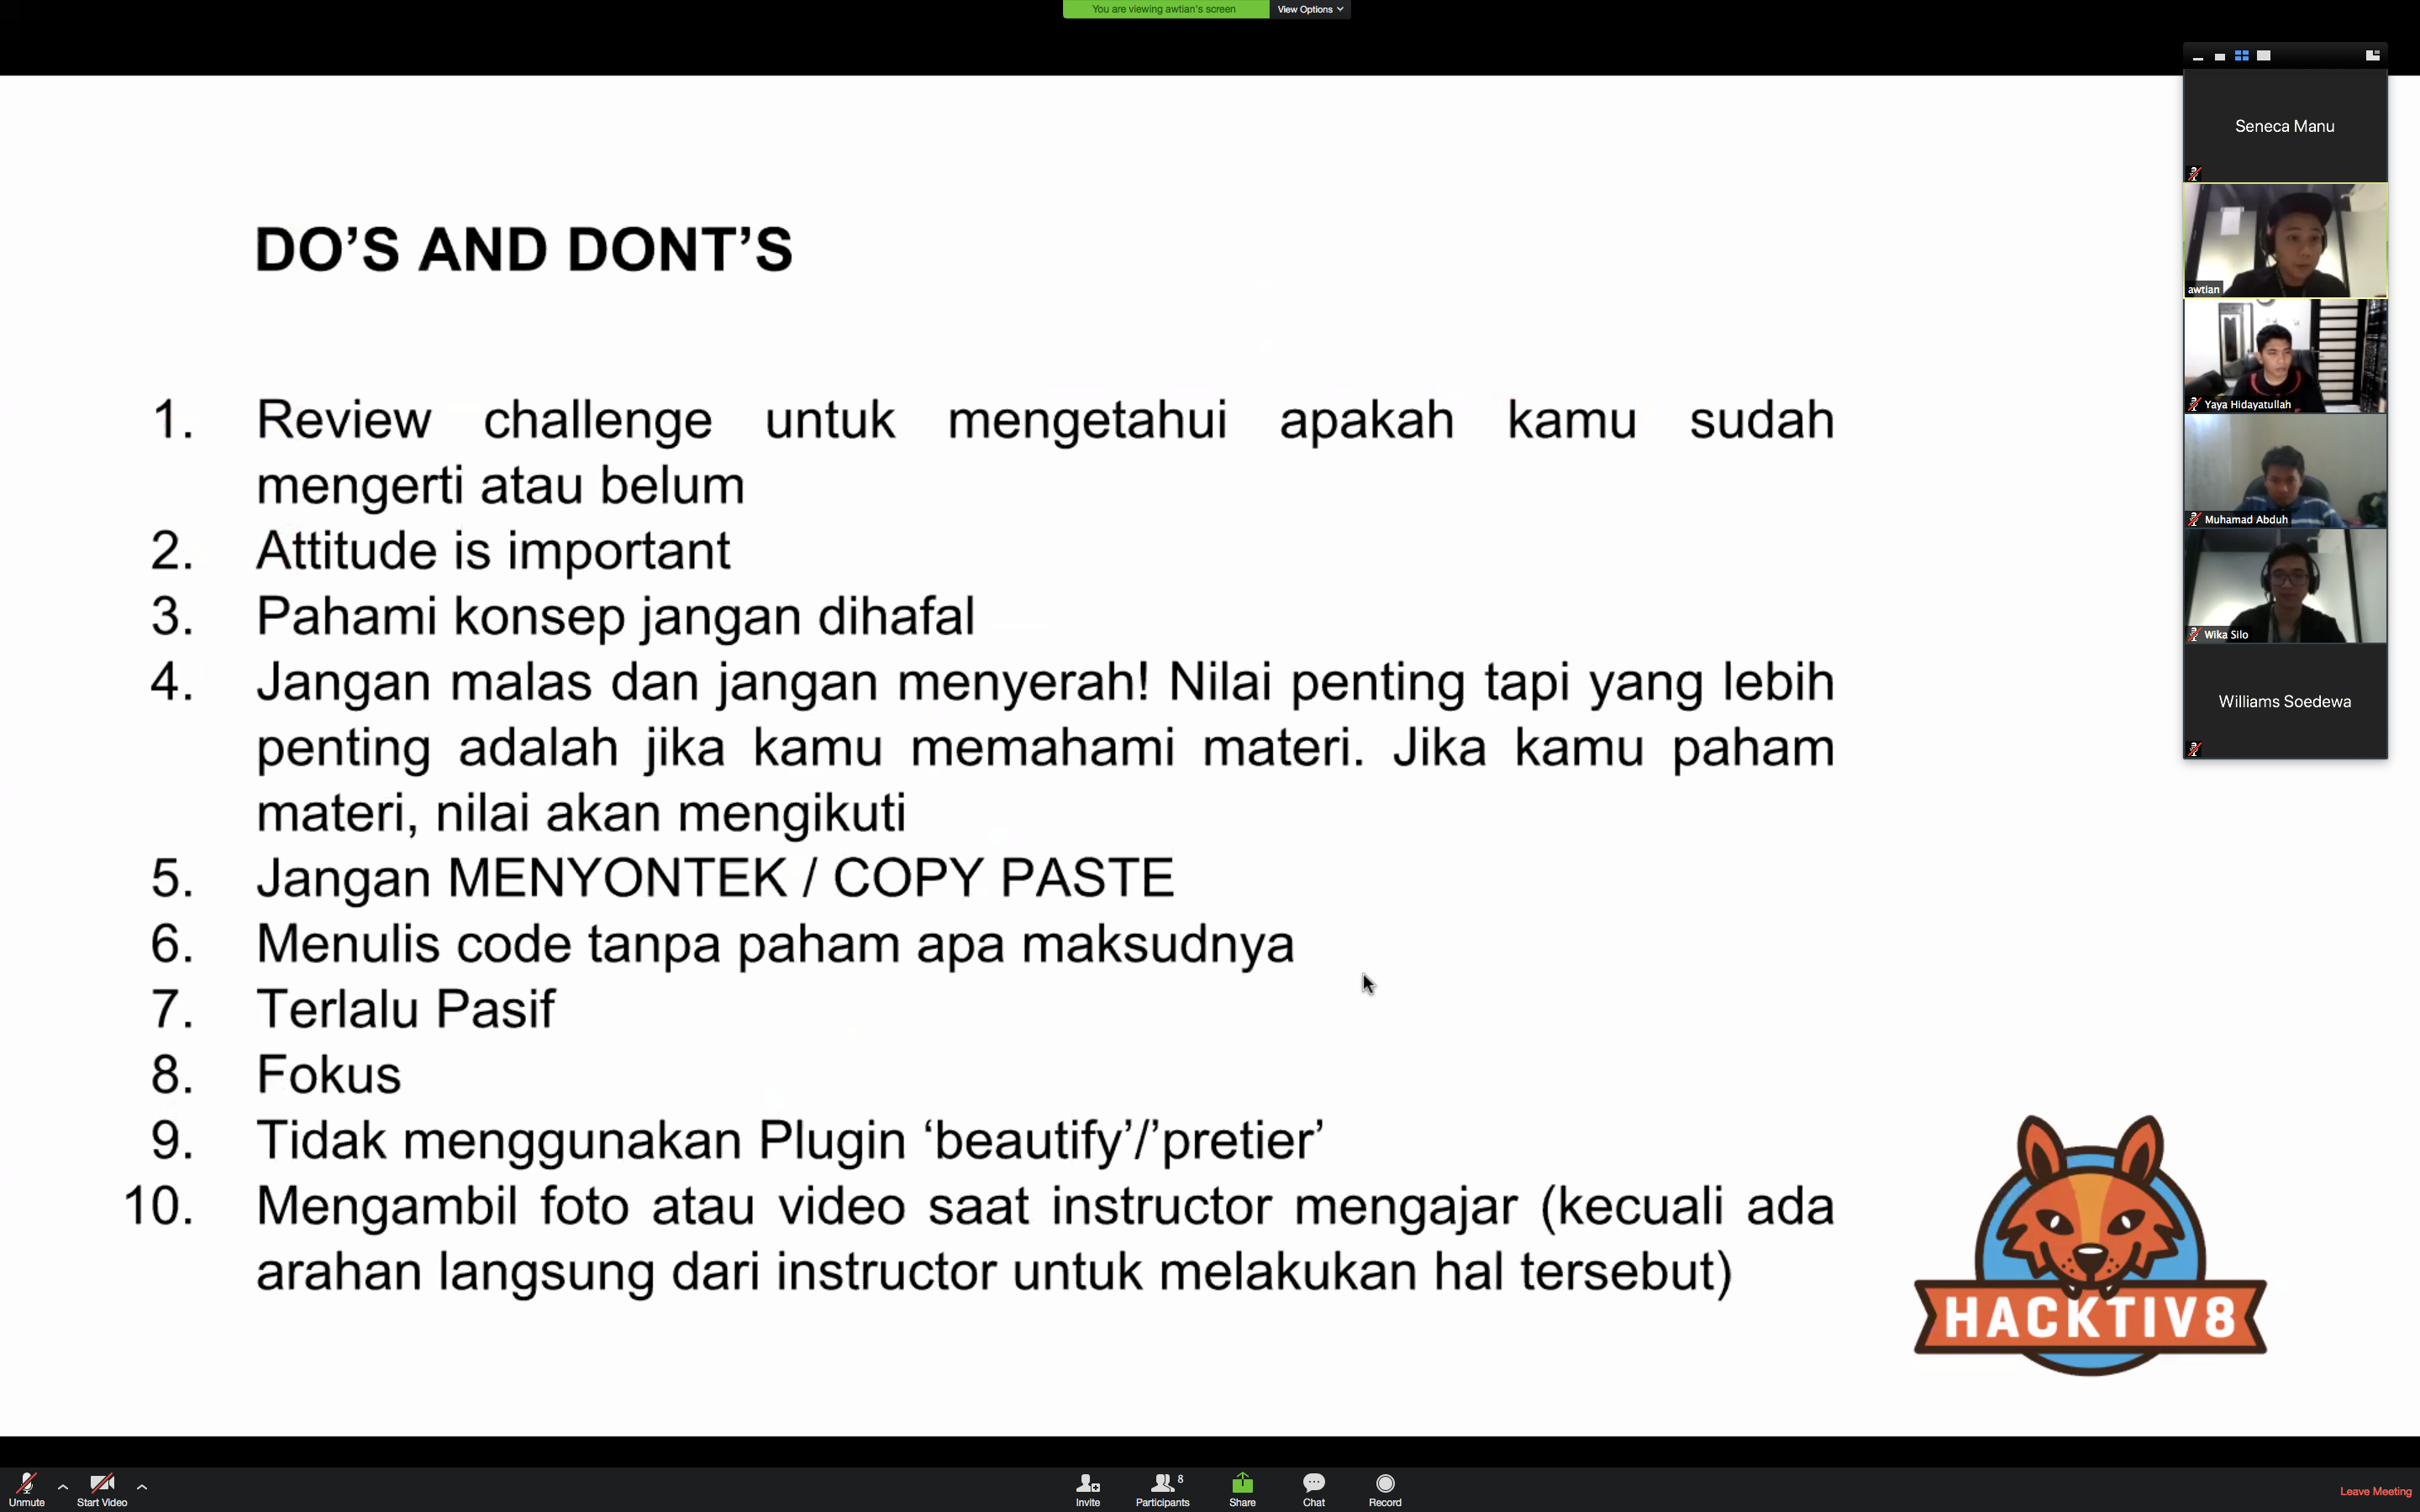 You are viewing awtian's screen
View Options
DO’S AND DONT’S
1. Review challenge untuk mengetahui apakah kamu sudah
mengerti atau belum
2. Attitude is important
3. Pahami konsep jangan dihafal
4. Jangan malas dan jangan menyerah! Nilai penting tapi yang lebih
penting adalah jika kamu memahami materi. Jika kamu paham
materi, nilai akan mengikuti
5. Jangan MENYONTEK / COPY PASTE
6. Menulis code tanpa paham apa maksudnya
7. Terlalu Pasif
8. Fokus
9. Tidak menggunakan Plugin ‘beautify’/’pretier’
10. Mengambil foto atau video saat instructor mengajar (kecuali ada
arahan langsung dari instructor untuk melakukan hal tersebut)
HACKTIV8
Seneca Manu
awtian
Yaya Hidayatullah
Muhamad Abduh
Wika Silo
Williams Soedewa
Unmute
Start Video
Invite
Participants 8
Share
Chat
Record
Leave Meeting